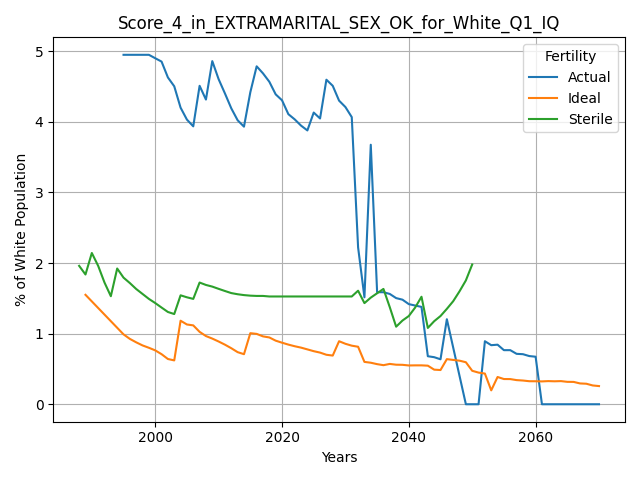 Score_4_in_EXTRAMARITAL_SEX_OK_for_White_Q1_IQ
Fertility
Actual
Ideal
Sterile
% of White Population
5
4
3
2
1
0
2000 2020 2040 2060
Years